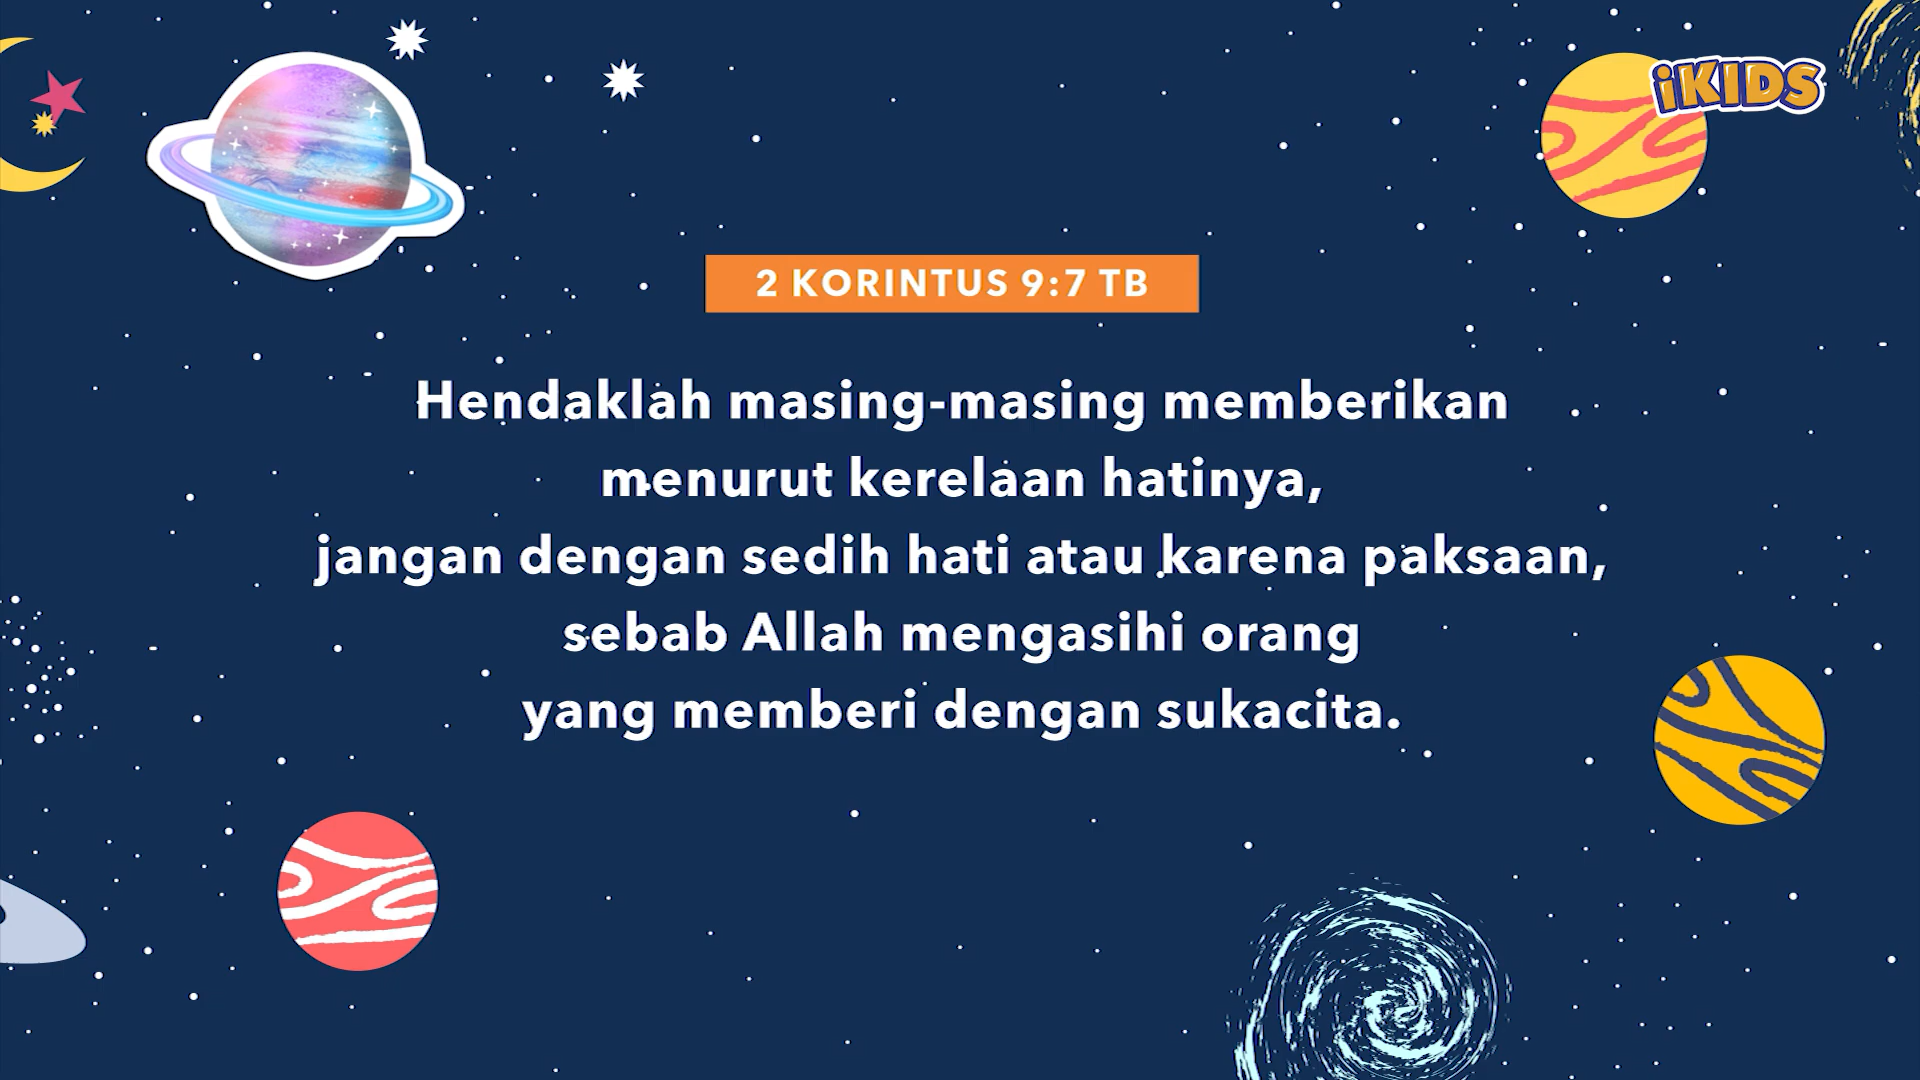 iKIDS
2 KORINTUS 9:7 TB
Hendaklah masing-masing memberikan
menurut kerelaan hatinya,
jangan dengan sedih hati atau karena paksaan,
sebab Allah mengasihi orang
yang memberi dengan sukacita.